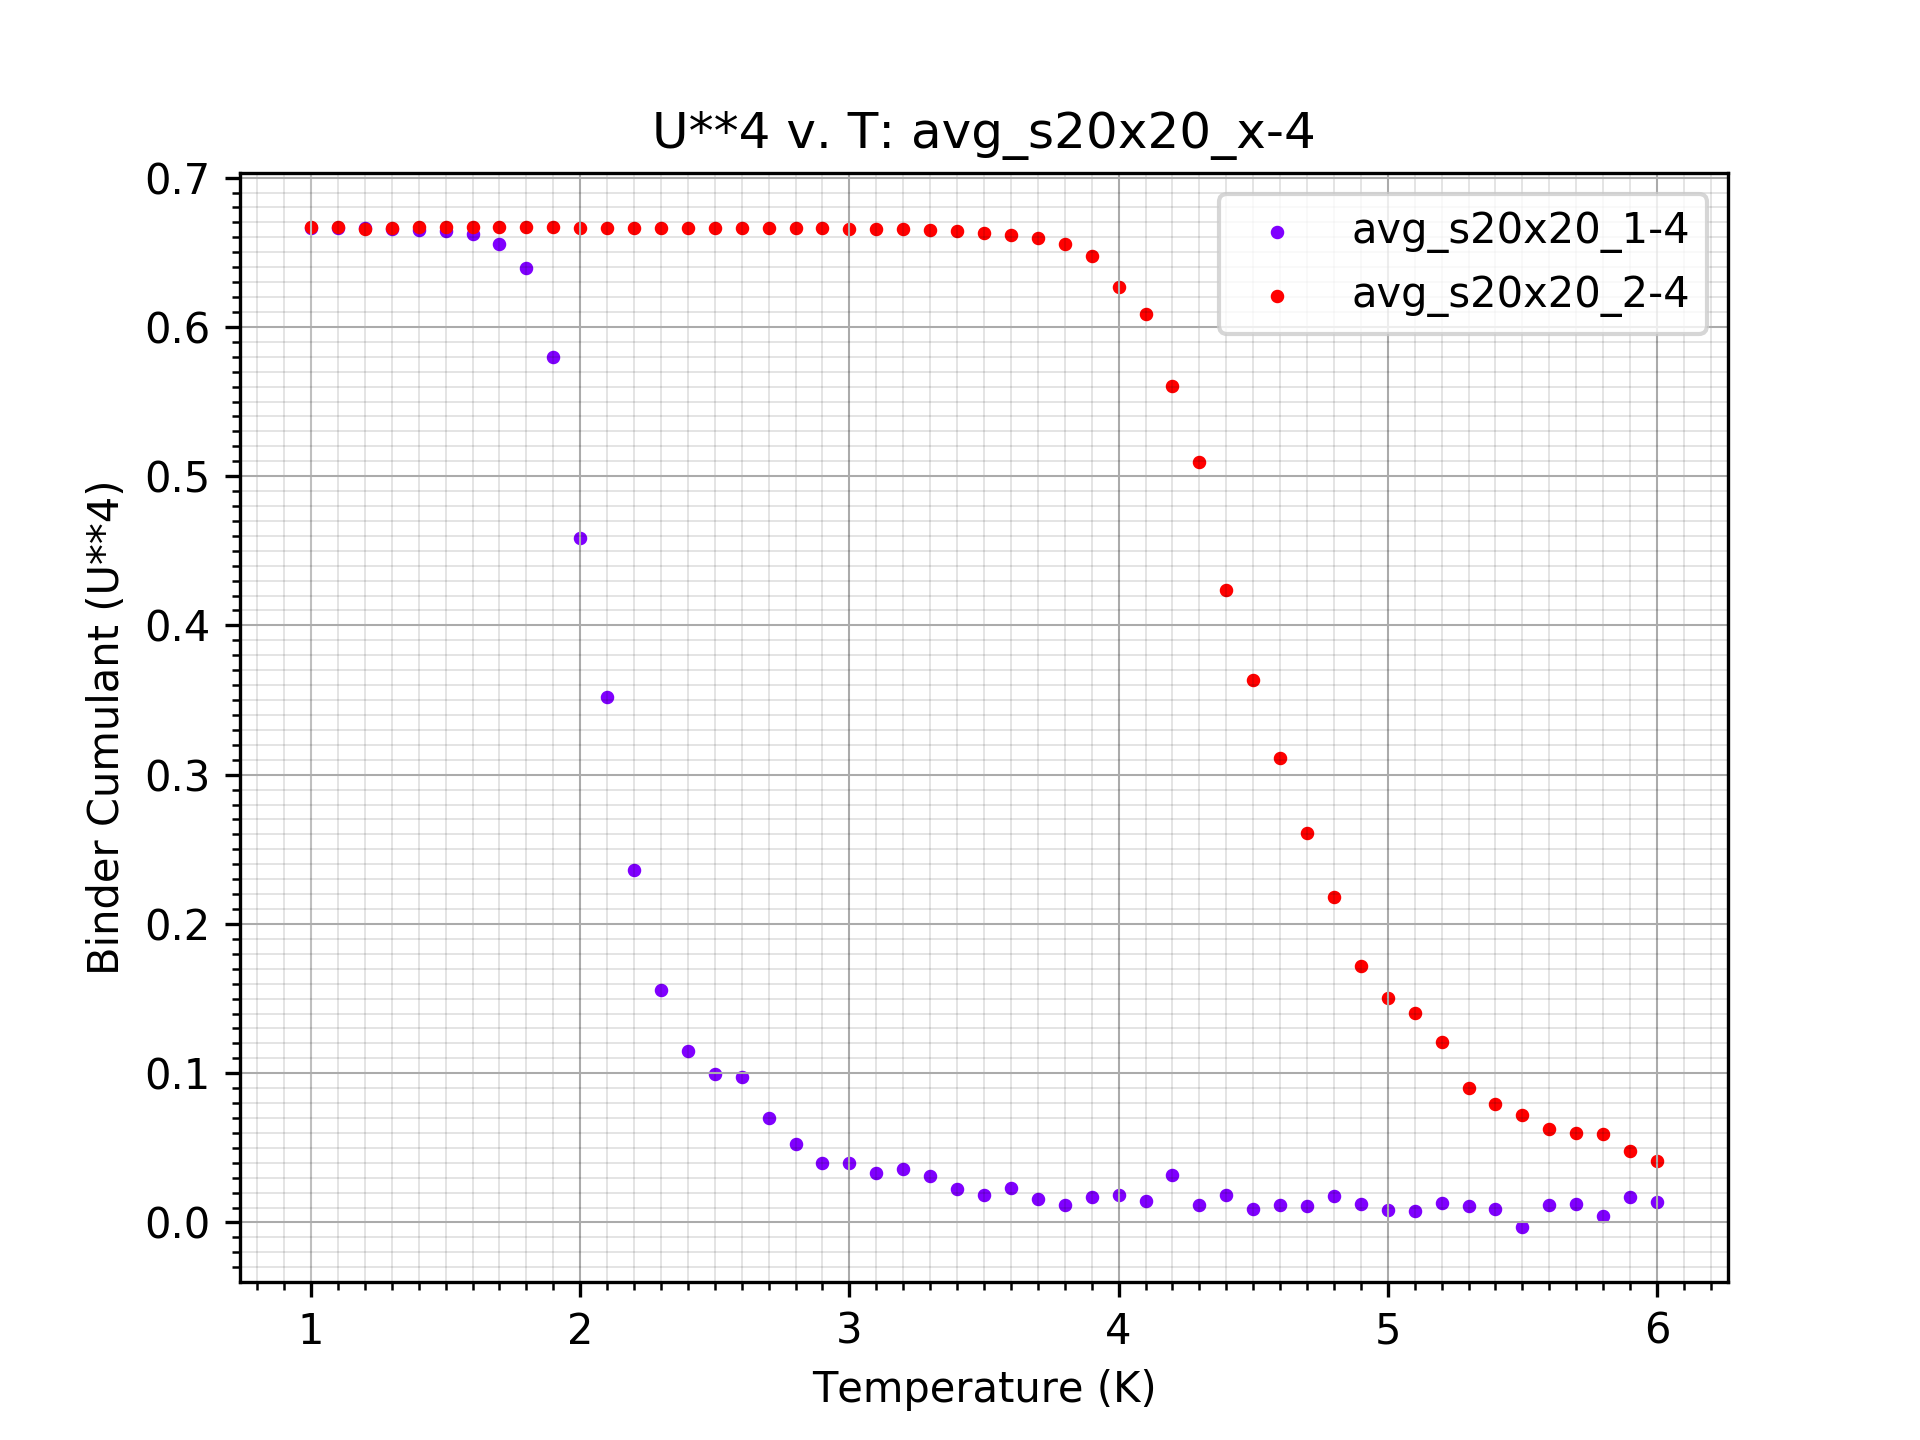 U**4 v. T: avg_s20x20_x-4
0.7
0.6
0.5
0.4
0.3
0.2
0.1
0.0
Binder Cumulant (U**4)
avg_s20x20_1-4
avg_s20x20_2-4
1 2 3 4 5 6
Temperature (K)